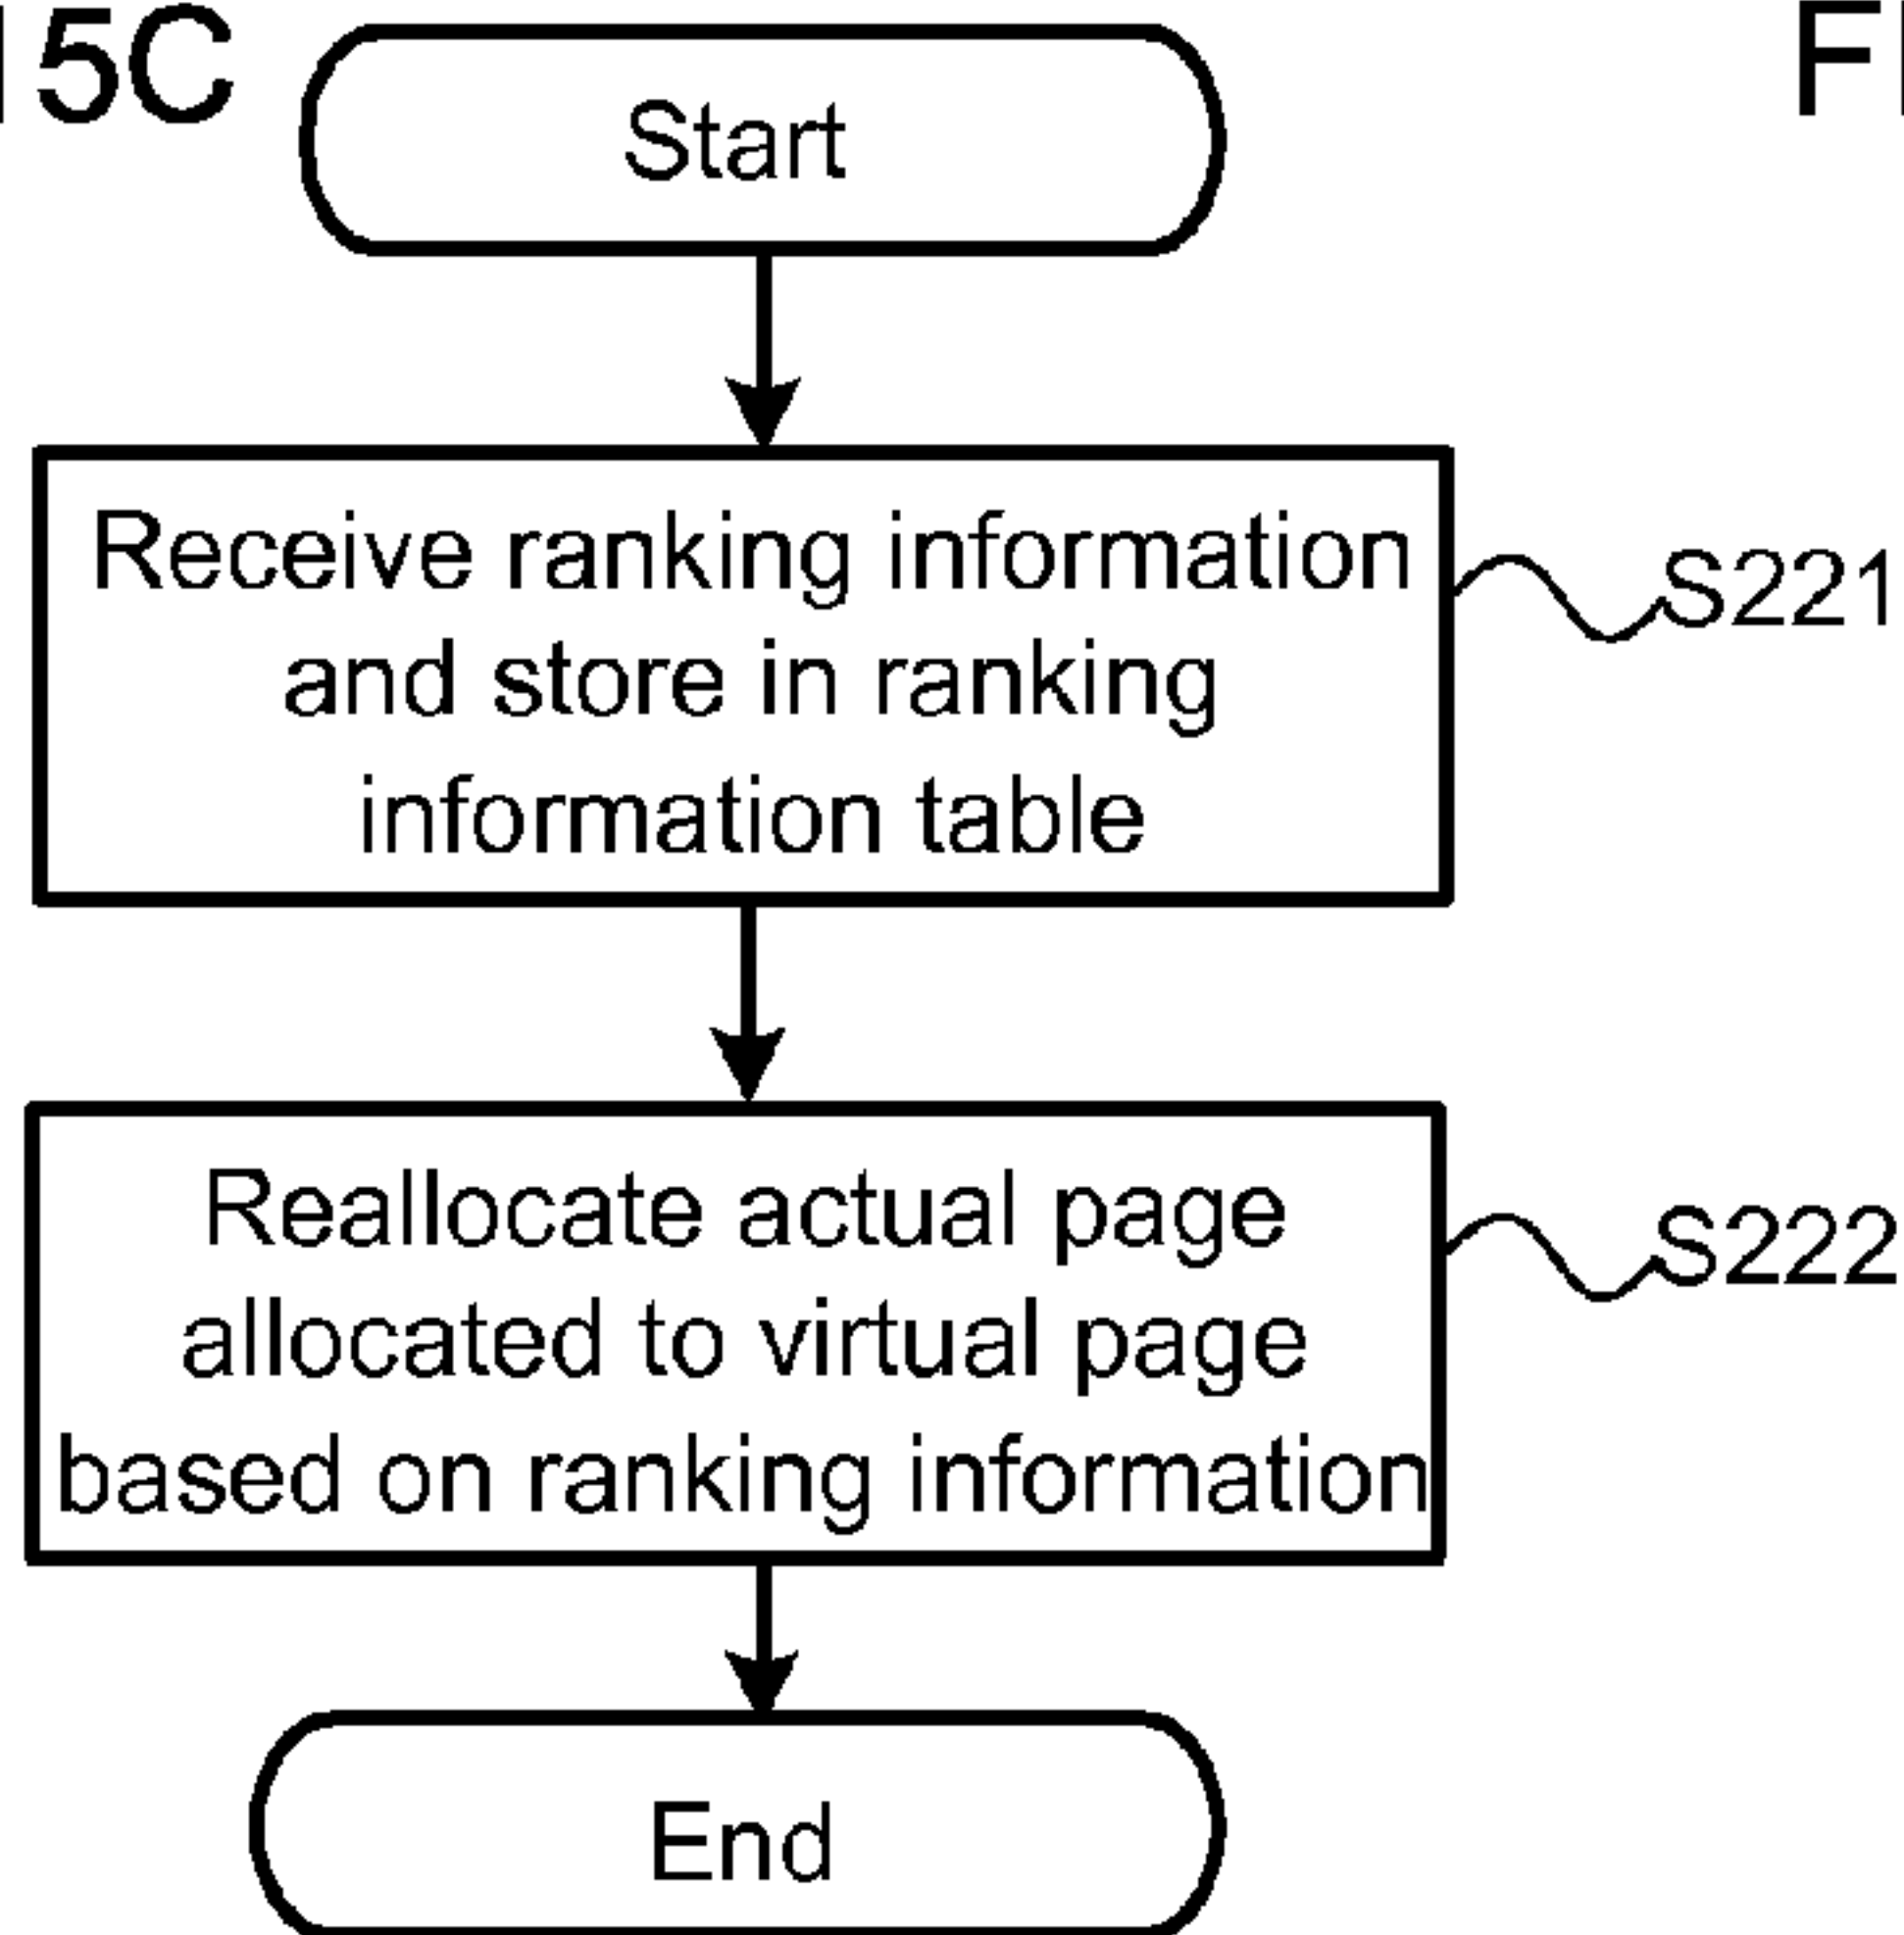 15C
Start
Receive ranking information
and store in ranking
information table
S221
Reallocate actual page
allocated to virtual page
based on ranking information
S222
End